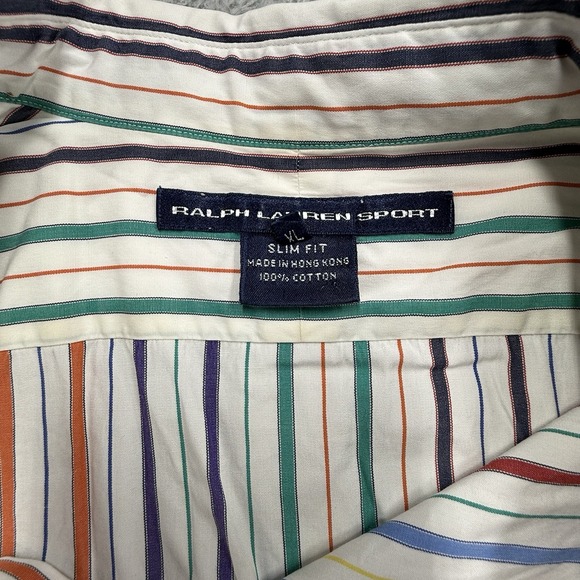 RALPH LAUREN SPORT
XL
SLIM FIT
MADE IN HONG KONG
100% COTTON